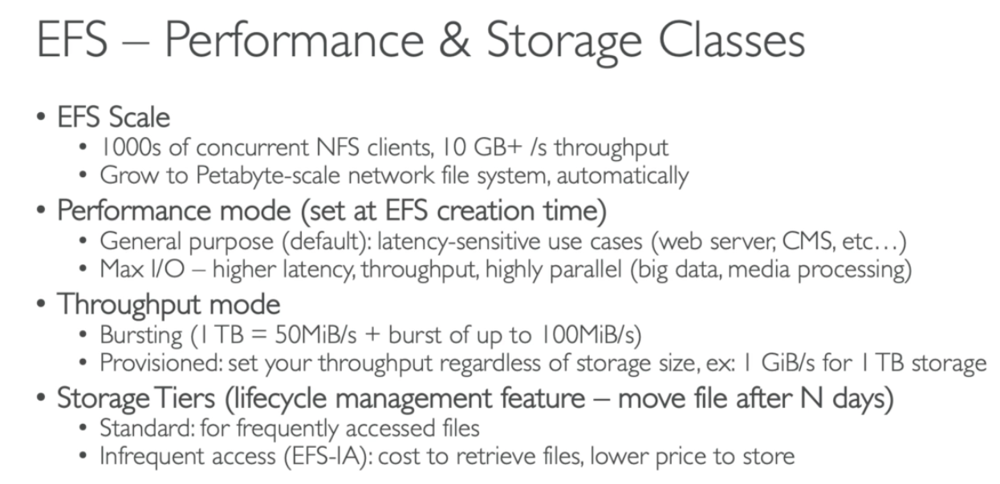 EFS – Performance & Storage Classes
• EFS Scale
• 1000s of concurrent NFS clients, 10 GB+ /s throughput
• Grow to Petabyte-scale network file system, automatically
• Performance mode (set at EFS creation time)
• General purpose (default): latency-sensitive use cases (web server, CMS, etc…)
• Max I/O – higher latency, throughput, highly parallel (big data, media processing)
• Throughput mode
• Bursting (1 TB = 50MiB/s + burst of up to 100MiB/s)
• Provisioned: set your throughput regardless of storage size, ex: 1 GiB/s for 1 TB storage
• Storage Tiers (lifecycle management feature – move file after N days)
• Standard: for frequently accessed files
• Infrequent access (EFS-IA): cost to retrieve files, lower price to store